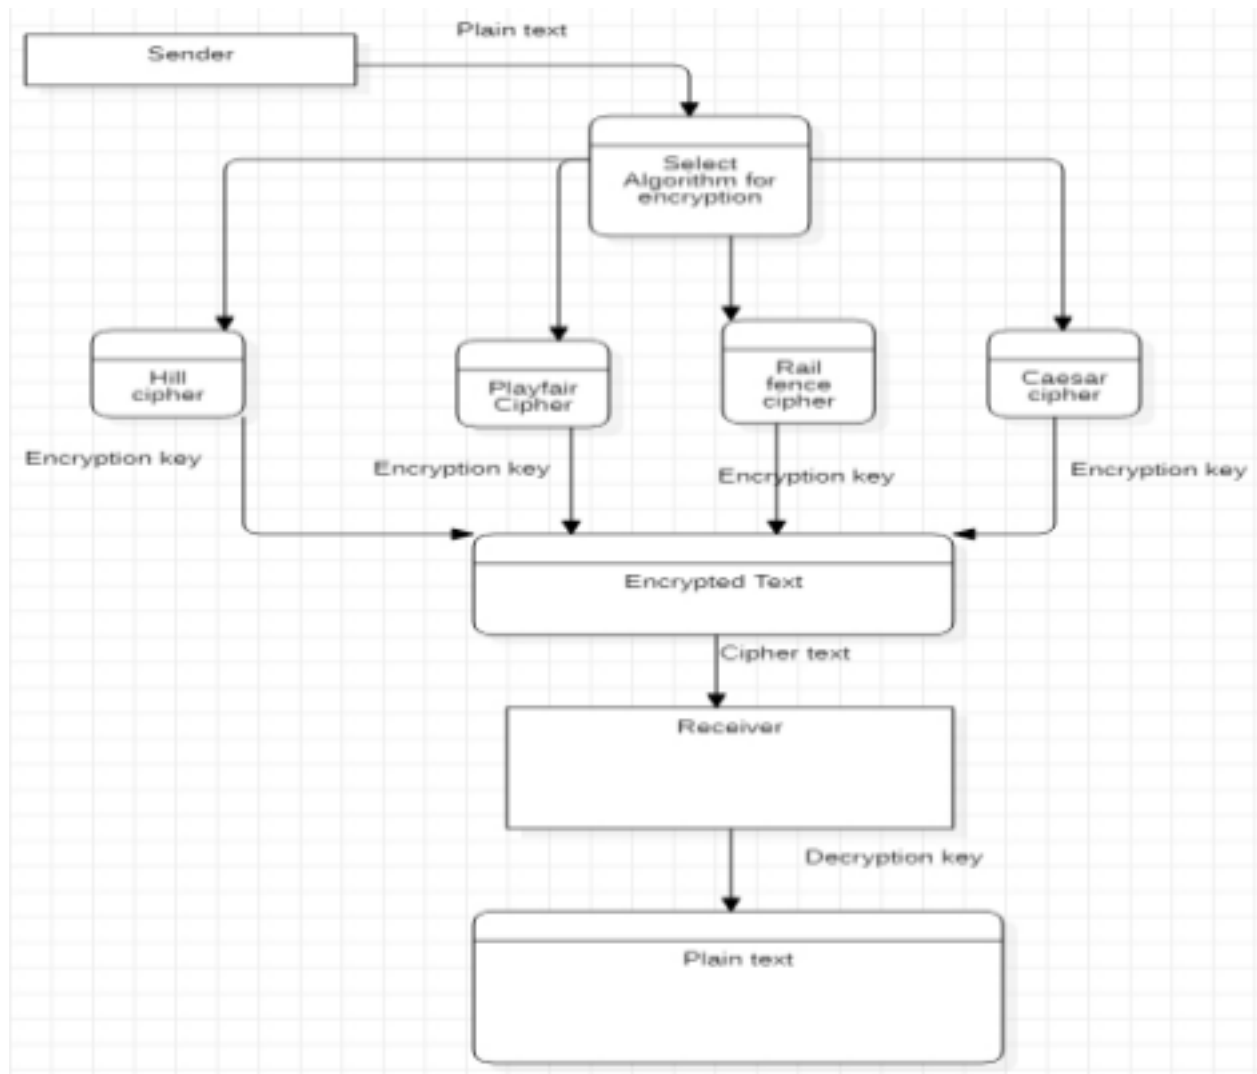 Plain text
Sender
Select
Algorithm for
encryption
Hill
cipher
Playfair
Cipher
Rail
fence
cipher
Caesar
cipher
Encryption key
Encryption key
Encryption key
Encryption key
Encrypted Text
Cipher text
Receiver
Decryption key
Plain text